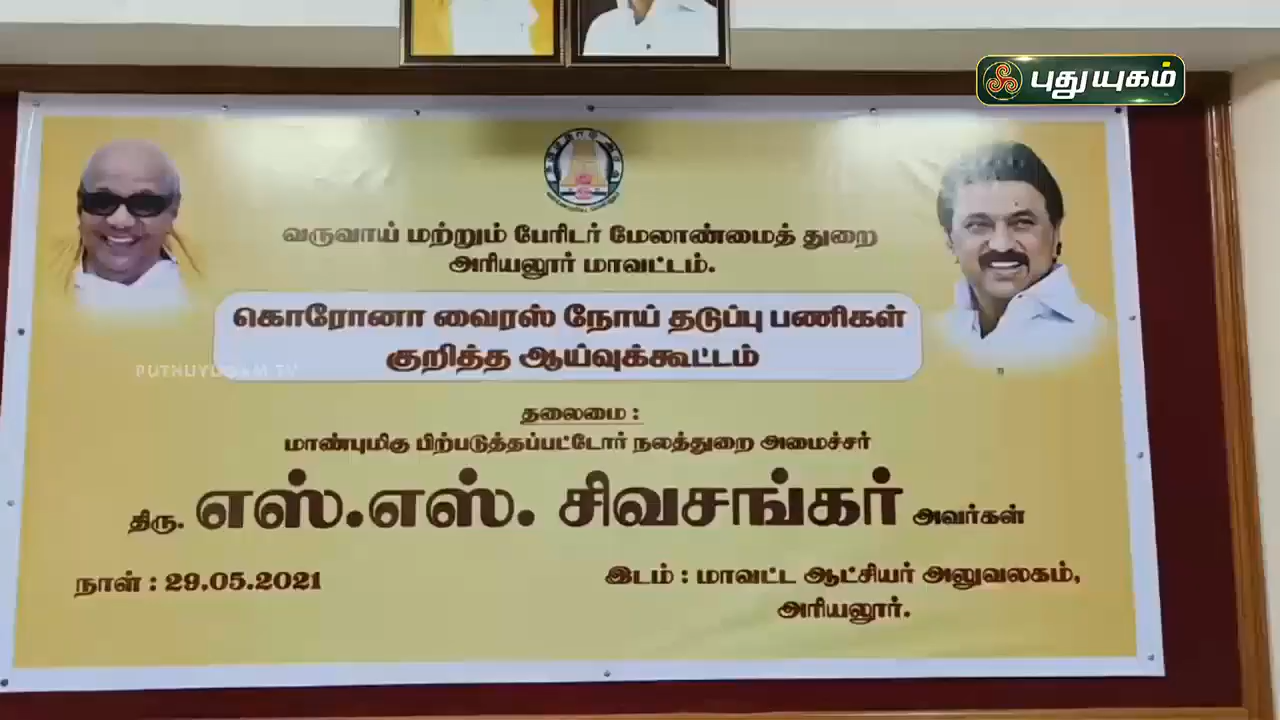 புதுயுகம்
வருவாய் மற்றும் பேரிடர் மேலாண்மைத் துறை
அரியலூர் மாவட்டம்.
கொரோனா வைரஸ் நோய் தடுப்பு பணிகள்
குறித்த ஆய்வுக்கூட்டம்
PUTHUYUGAM TV
தலைமை :
மாண்புமிகு பிற்படுத்தப்பட்டோர் நலத்துறை அமைச்சர்
திரு. எஸ்.எஸ். சிவசங்கர் அவர்கள்
நாள் : 29.05.2021
இடம் : மாவட்ட ஆட்சியர் அனுவலகம்,
அரியலூர்.